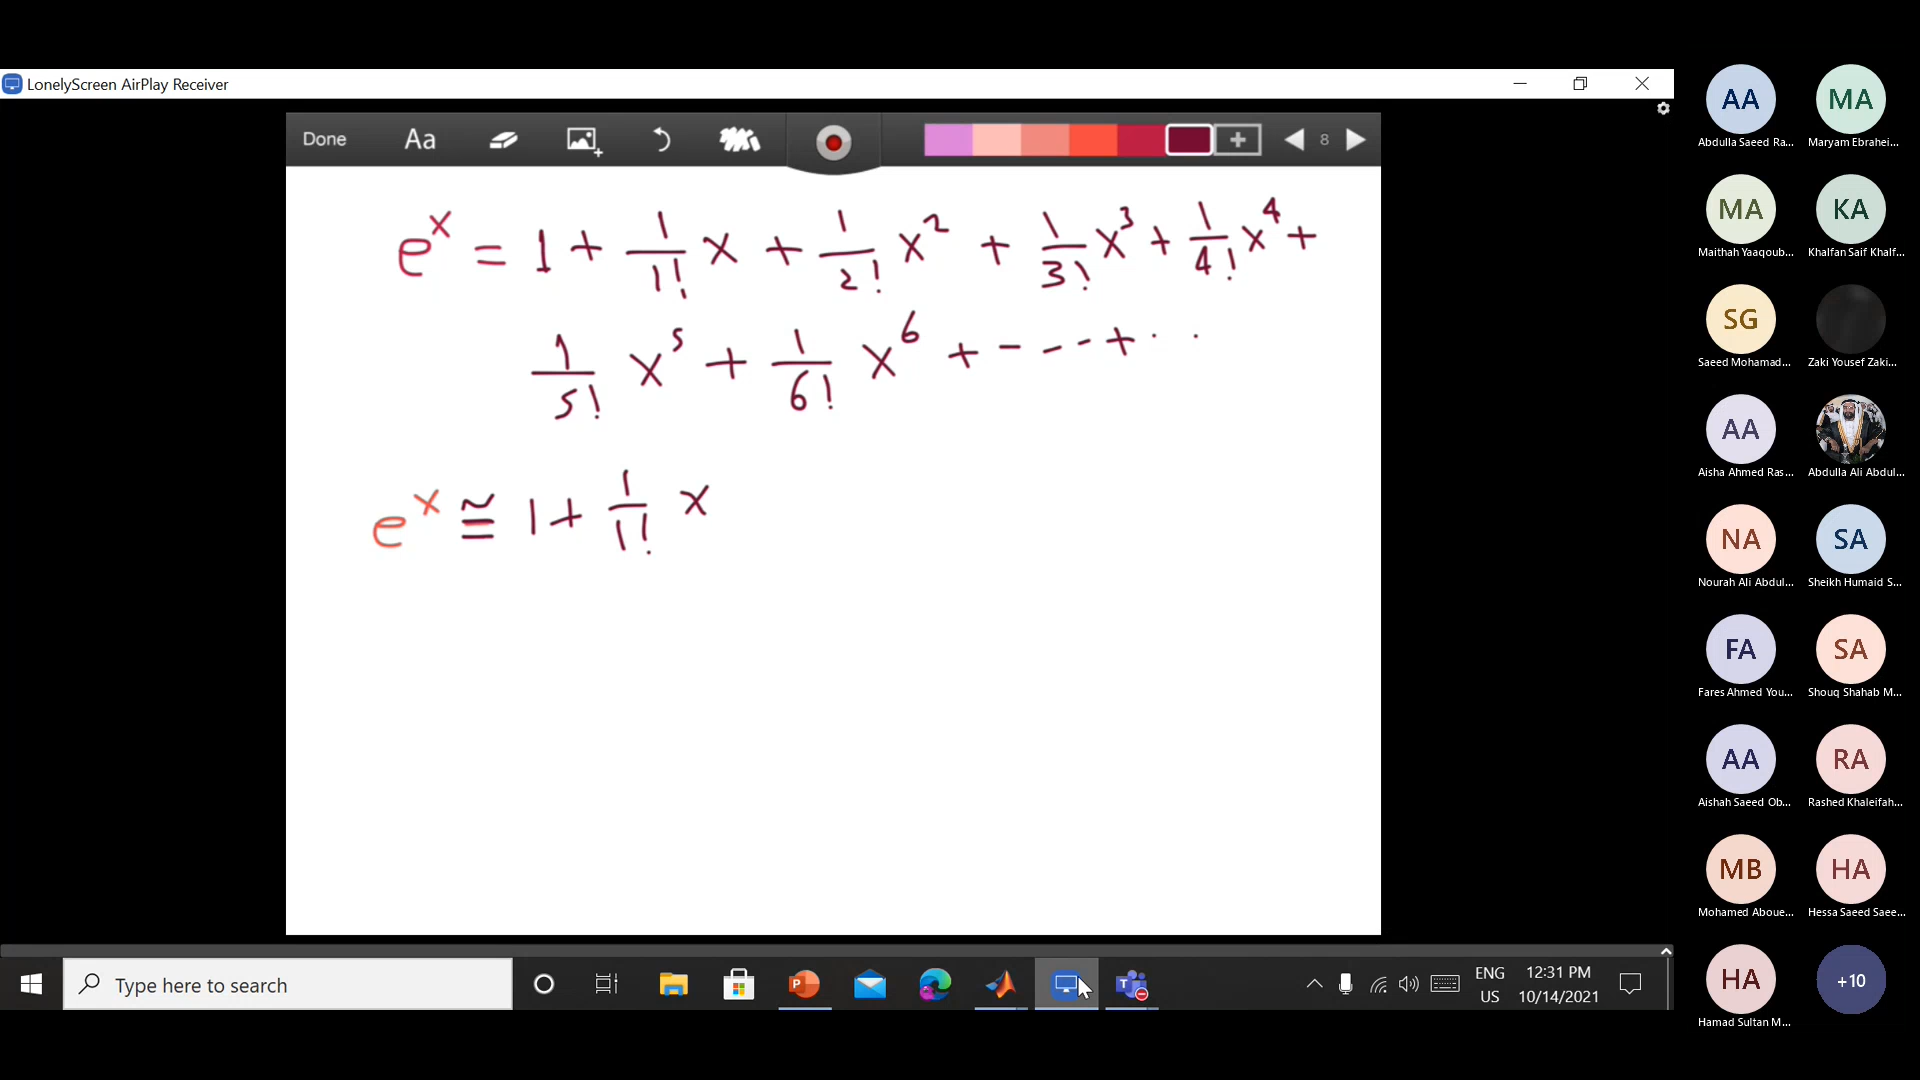 LonelyScreen AirPlay Receiver
Done Aa 8
e^x = 1 + 1/1! x + 1/2! x^2 + 1/3! x^3 + 1/4! x^4 +
1/5! x^5 + 1/6! x^6 + - - - + . .
e^x ≅ 1 + 1/1! x
AA MA
Abdulla Saeed Ra... Maryam Ebrahei...
MA KA
Maithah Yaaqoub... Khalfan Saif Khalf...
SG
Saeed Mohamad... Zaki Yousef Zaki...
AA
Aisha Ahmed Ras... Abdulla Ali Abdul...
NA SA
Nourah Ali Abdul... Sheikh Humaid S...
FA SA
Fares Ahmed You... Shouq Shahab M...
AA RA
Aishah Saeed Ob... Rashed Khaleifah...
MB HA
Mohamed Aboue... Hessa Saeed Saee...
HA +10
Hamad Sultan M...
Type here to search
ENG 12:31 PM
US 10/14/2021